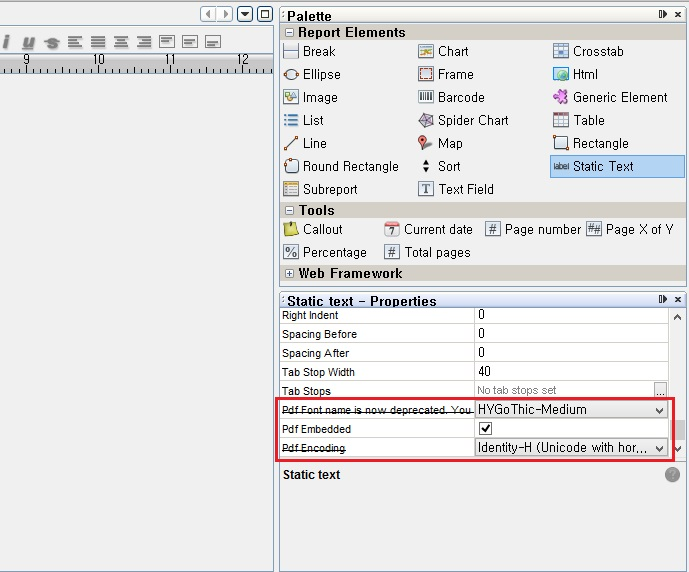 9 10 11 12
Palette
Report Elements
Break Chart Crosstab
Ellipse Frame Html
Image Barcode Generic Element
List Spider Chart Table
Line Map Rectangle
Round Rectangle Sort label Static Text
Subreport Text Field
Tools
Callout Current date Page number Page X of Y
Percentage Total pages
Web Framework
Static text - Properties
Right Indent 0
Spacing Before 0
Spacing After 0
Tab Stop Width 40
Tab Stops No tab stops set ...
Pdf Font name is now deprecated. You HYGoThic-Medium
Pdf Embedded
Pdf Encoding Identity-H (Unicode with hor...
Static text